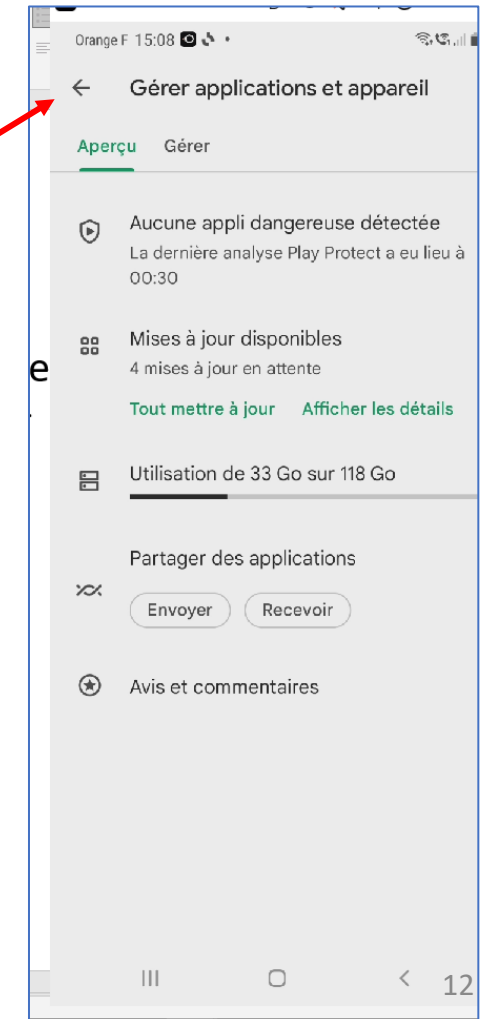 Orange F 15:08
Gérer applications et appareil
Aperçu Gérer
Aucune appli dangereuse détectée
La dernière analyse Play Protect a eu lieu à
00:30
Mises à jour disponibles
4 mises à jour en attente
e
Tout mettre à jour Afficher les détails
Utilisation de 33 Go sur 118 Go
Partager des applications
Envoyer Recevoir
Avis et commentaires
12